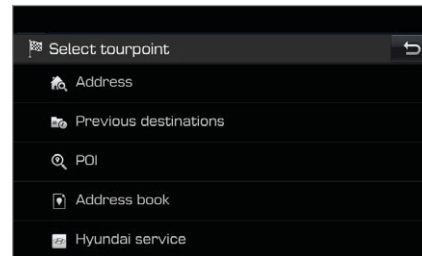 Select tourpoint
Address
Previous destinations
POI
Address book
Hyundai service